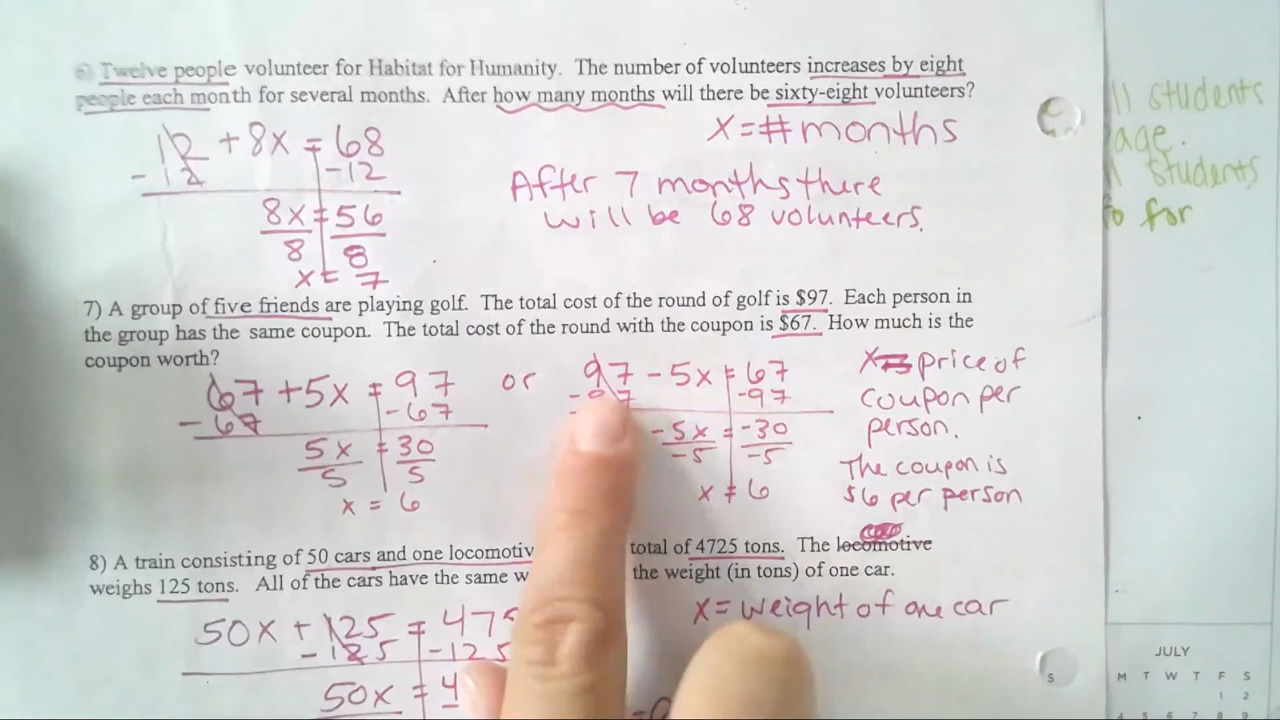 6) Twelve people volunteer for Habitat for Humanity. The number of volunteers increases by eight
people each month for several months. After how many months will there be sixty-eight volunteers?
12 + 8x = 68
x = # months
- 12 -12
8x = 56
8 8
x = 7
After 7 months there
will be 68 volunteers.
7) A group of five friends are playing golf. The total cost of the round of golf is $97. Each person in
the group has the same coupon. The total cost of the round with the coupon is $67. How much is the
coupon worth?
67 + 5x = 97
- 67 -67
5x = 30
5 5
x = 6
or
97 - 5x = 67
-97 -97
-5x = -30
-5 -5
x = 6
x = price of
coupon per
person.
The coupon is
$6 per person
8) A train consisting of 50 cars and one total of 4725 tons. The locomotive
weighs 125 tons. All of the cars have the same the weight (in tons) of one car.
50x + 125 =
-125 -125
50x = 4
x = weight of one car
ll students
age.
students
for
JULY
S M T W T F S
1 2